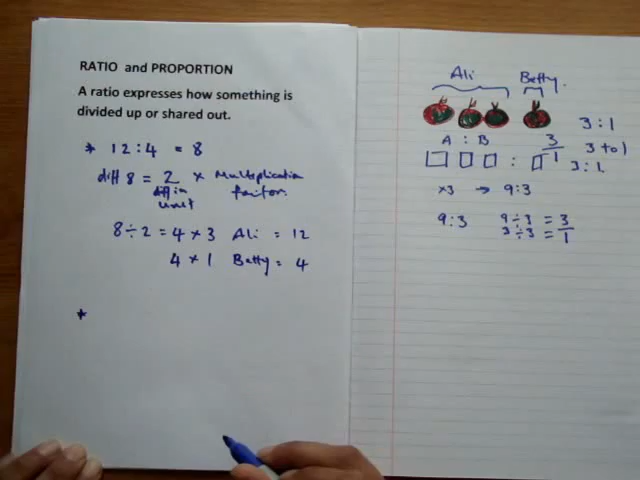 RATIO and PROPORTION
A ratio expresses how something is
divided up or shared out.
* 12 : 4 = 8
diff 8 = 2 × Multiplication
diff in unit factor.
8 ÷ 2 = 4 × 3 Ali = 12
4 × 1 Betty = 4
*
Ali Betty.
3 : 1
A : B 3/1 3 to 1
: 3 : 1
×3 → 9 : 3
9 : 3 9 ÷ 3 = 3
3 ÷ 3 = 1